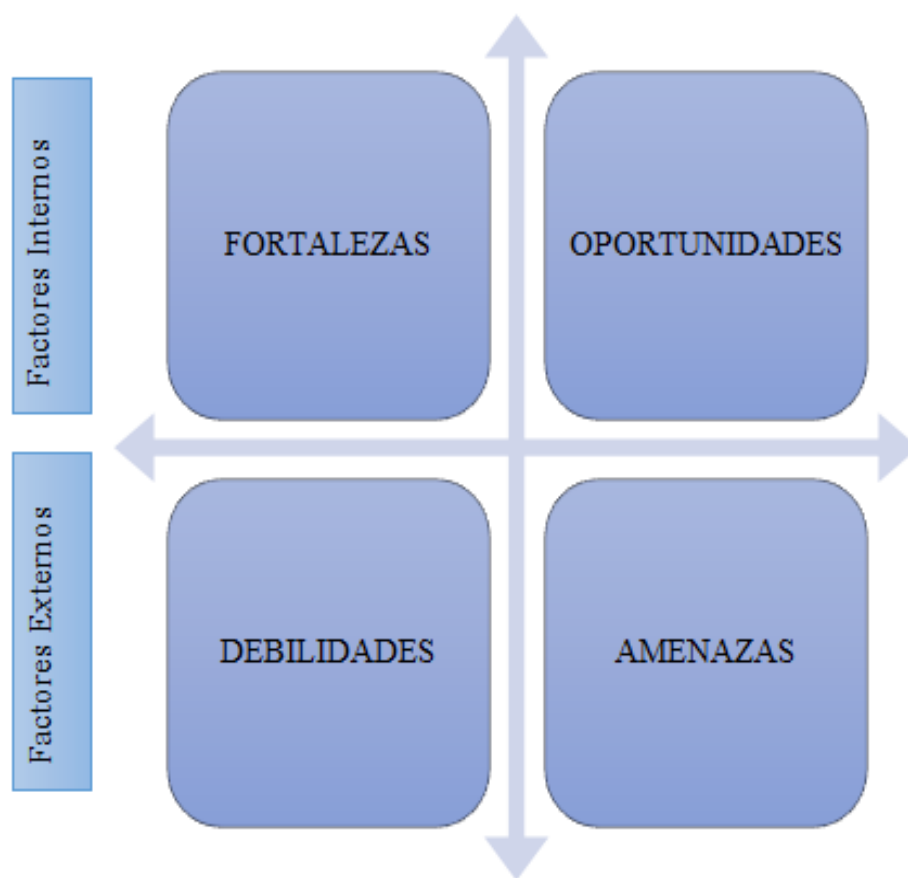 Factores Internos
FORTALEZAS
OPORTUNIDADES
Factores Externos
DEBILIDADES
AMENAZAS